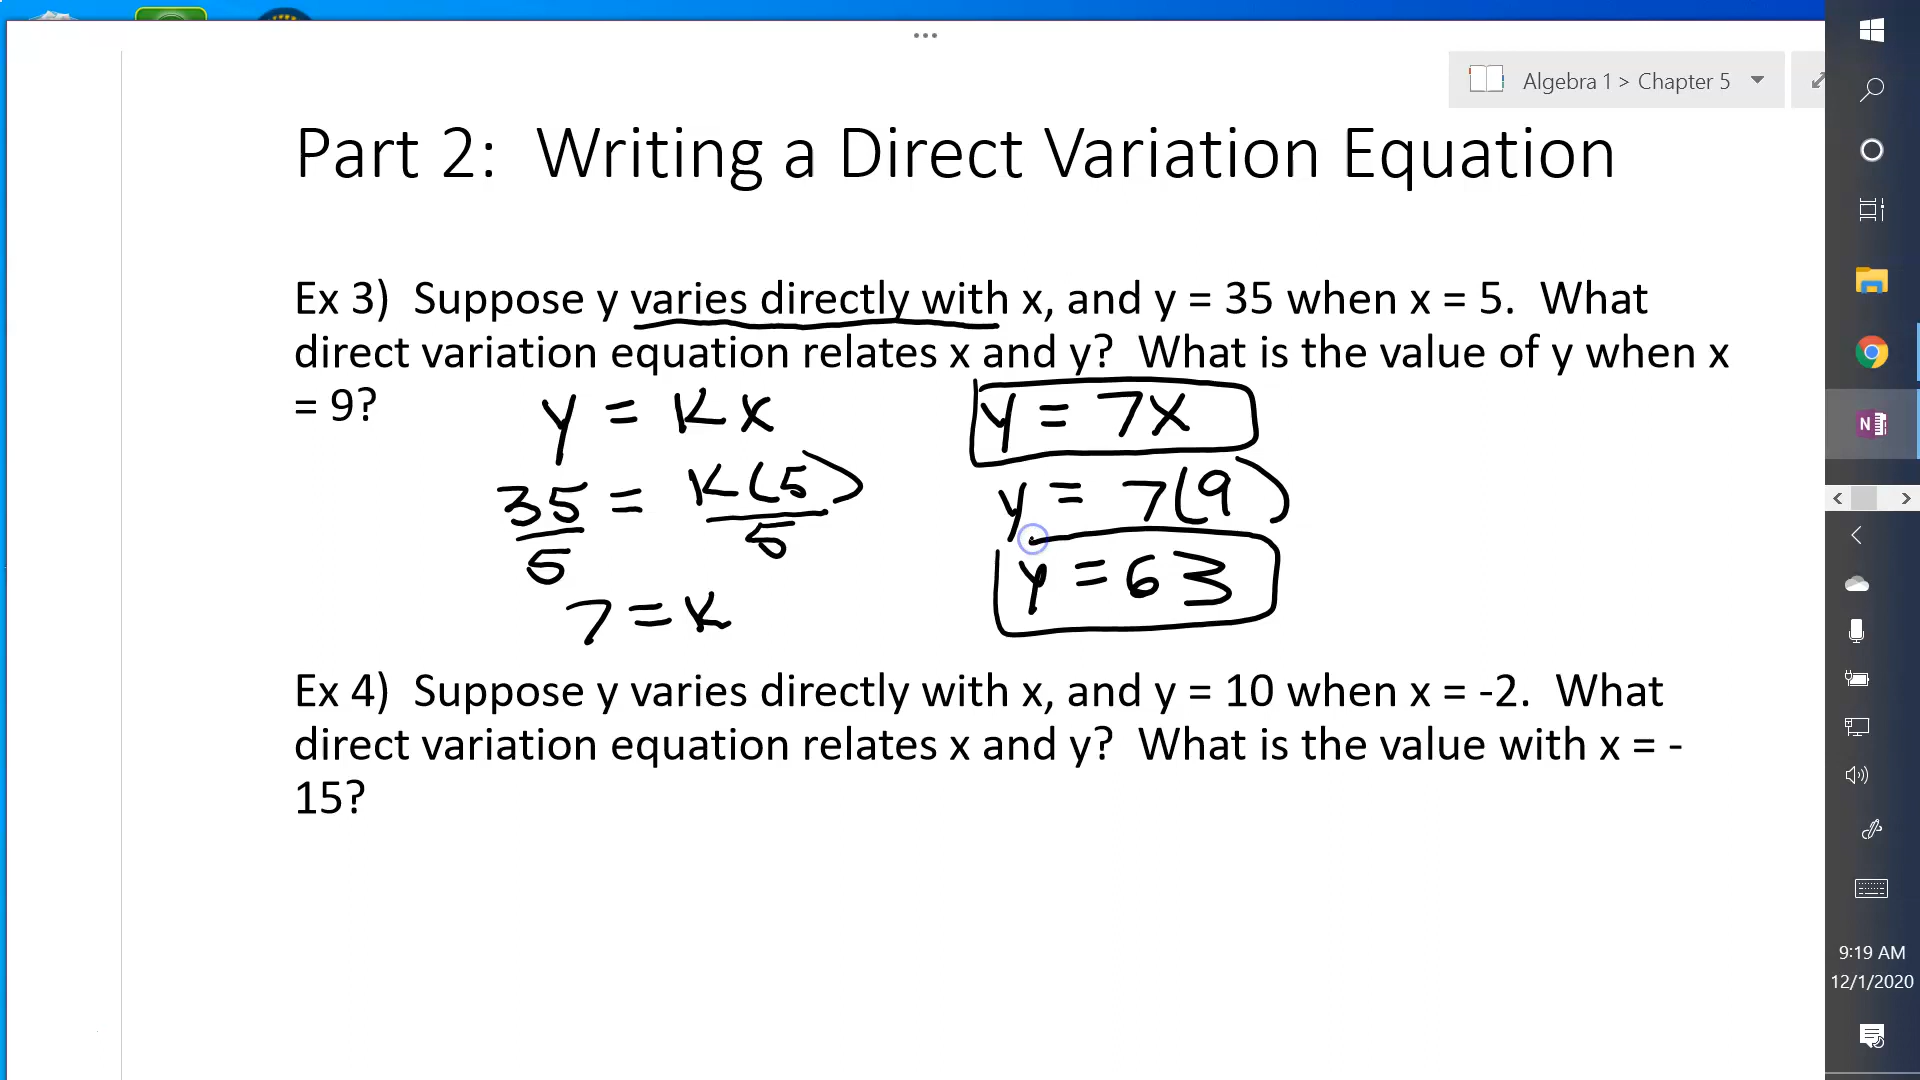 Algebra 1 > Chapter 5
Part 2: Writing a Direct Variation Equation
Ex 3) Suppose y varies directly with x, and y = 35 when x = 5. What
direct variation equation relates x and y? What is the value of y when x
= 9?
y = Kx
35 = K(5)
5 5
7 = K
y = 7x
y = 7(9)
y = 63
Ex 4) Suppose y varies directly with x, and y = 10 when x = -2. What
direct variation equation relates x and y? What is the value with x = -
15?
N
9:19 AM
12/1/2020